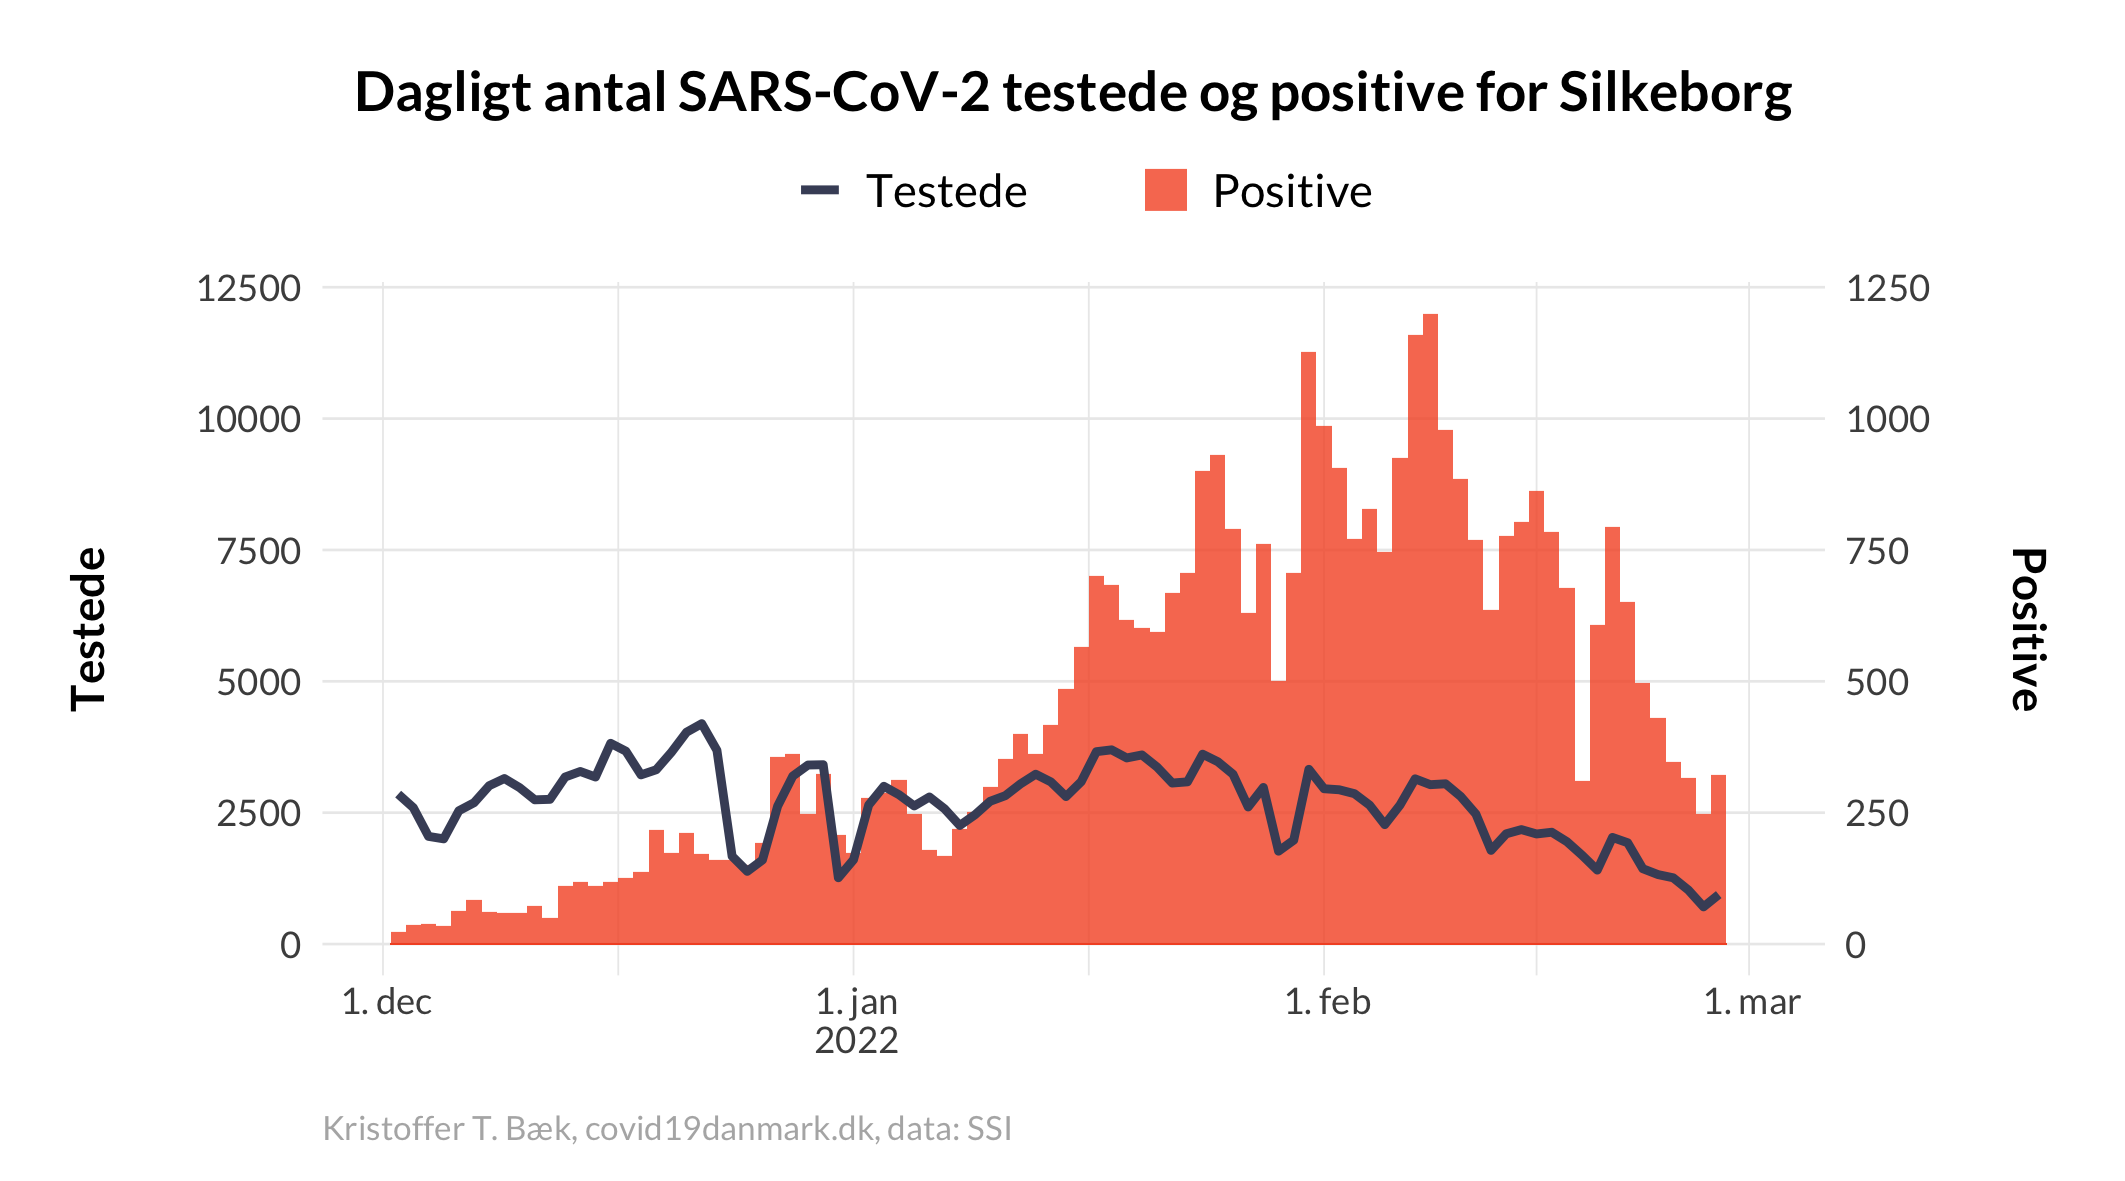 Dagligt antal SARS-CoV-2 testede og positive for Silkeborg
Testede
Positive
12500
10000
7500
5000
2500
0
Testede
1250
1000
750
500
250
0
Positive
1. dec
1. jan
2022
1. feb
1. mar
Kristoffer T. Bæk, covid19danmark.dk, data: SSI